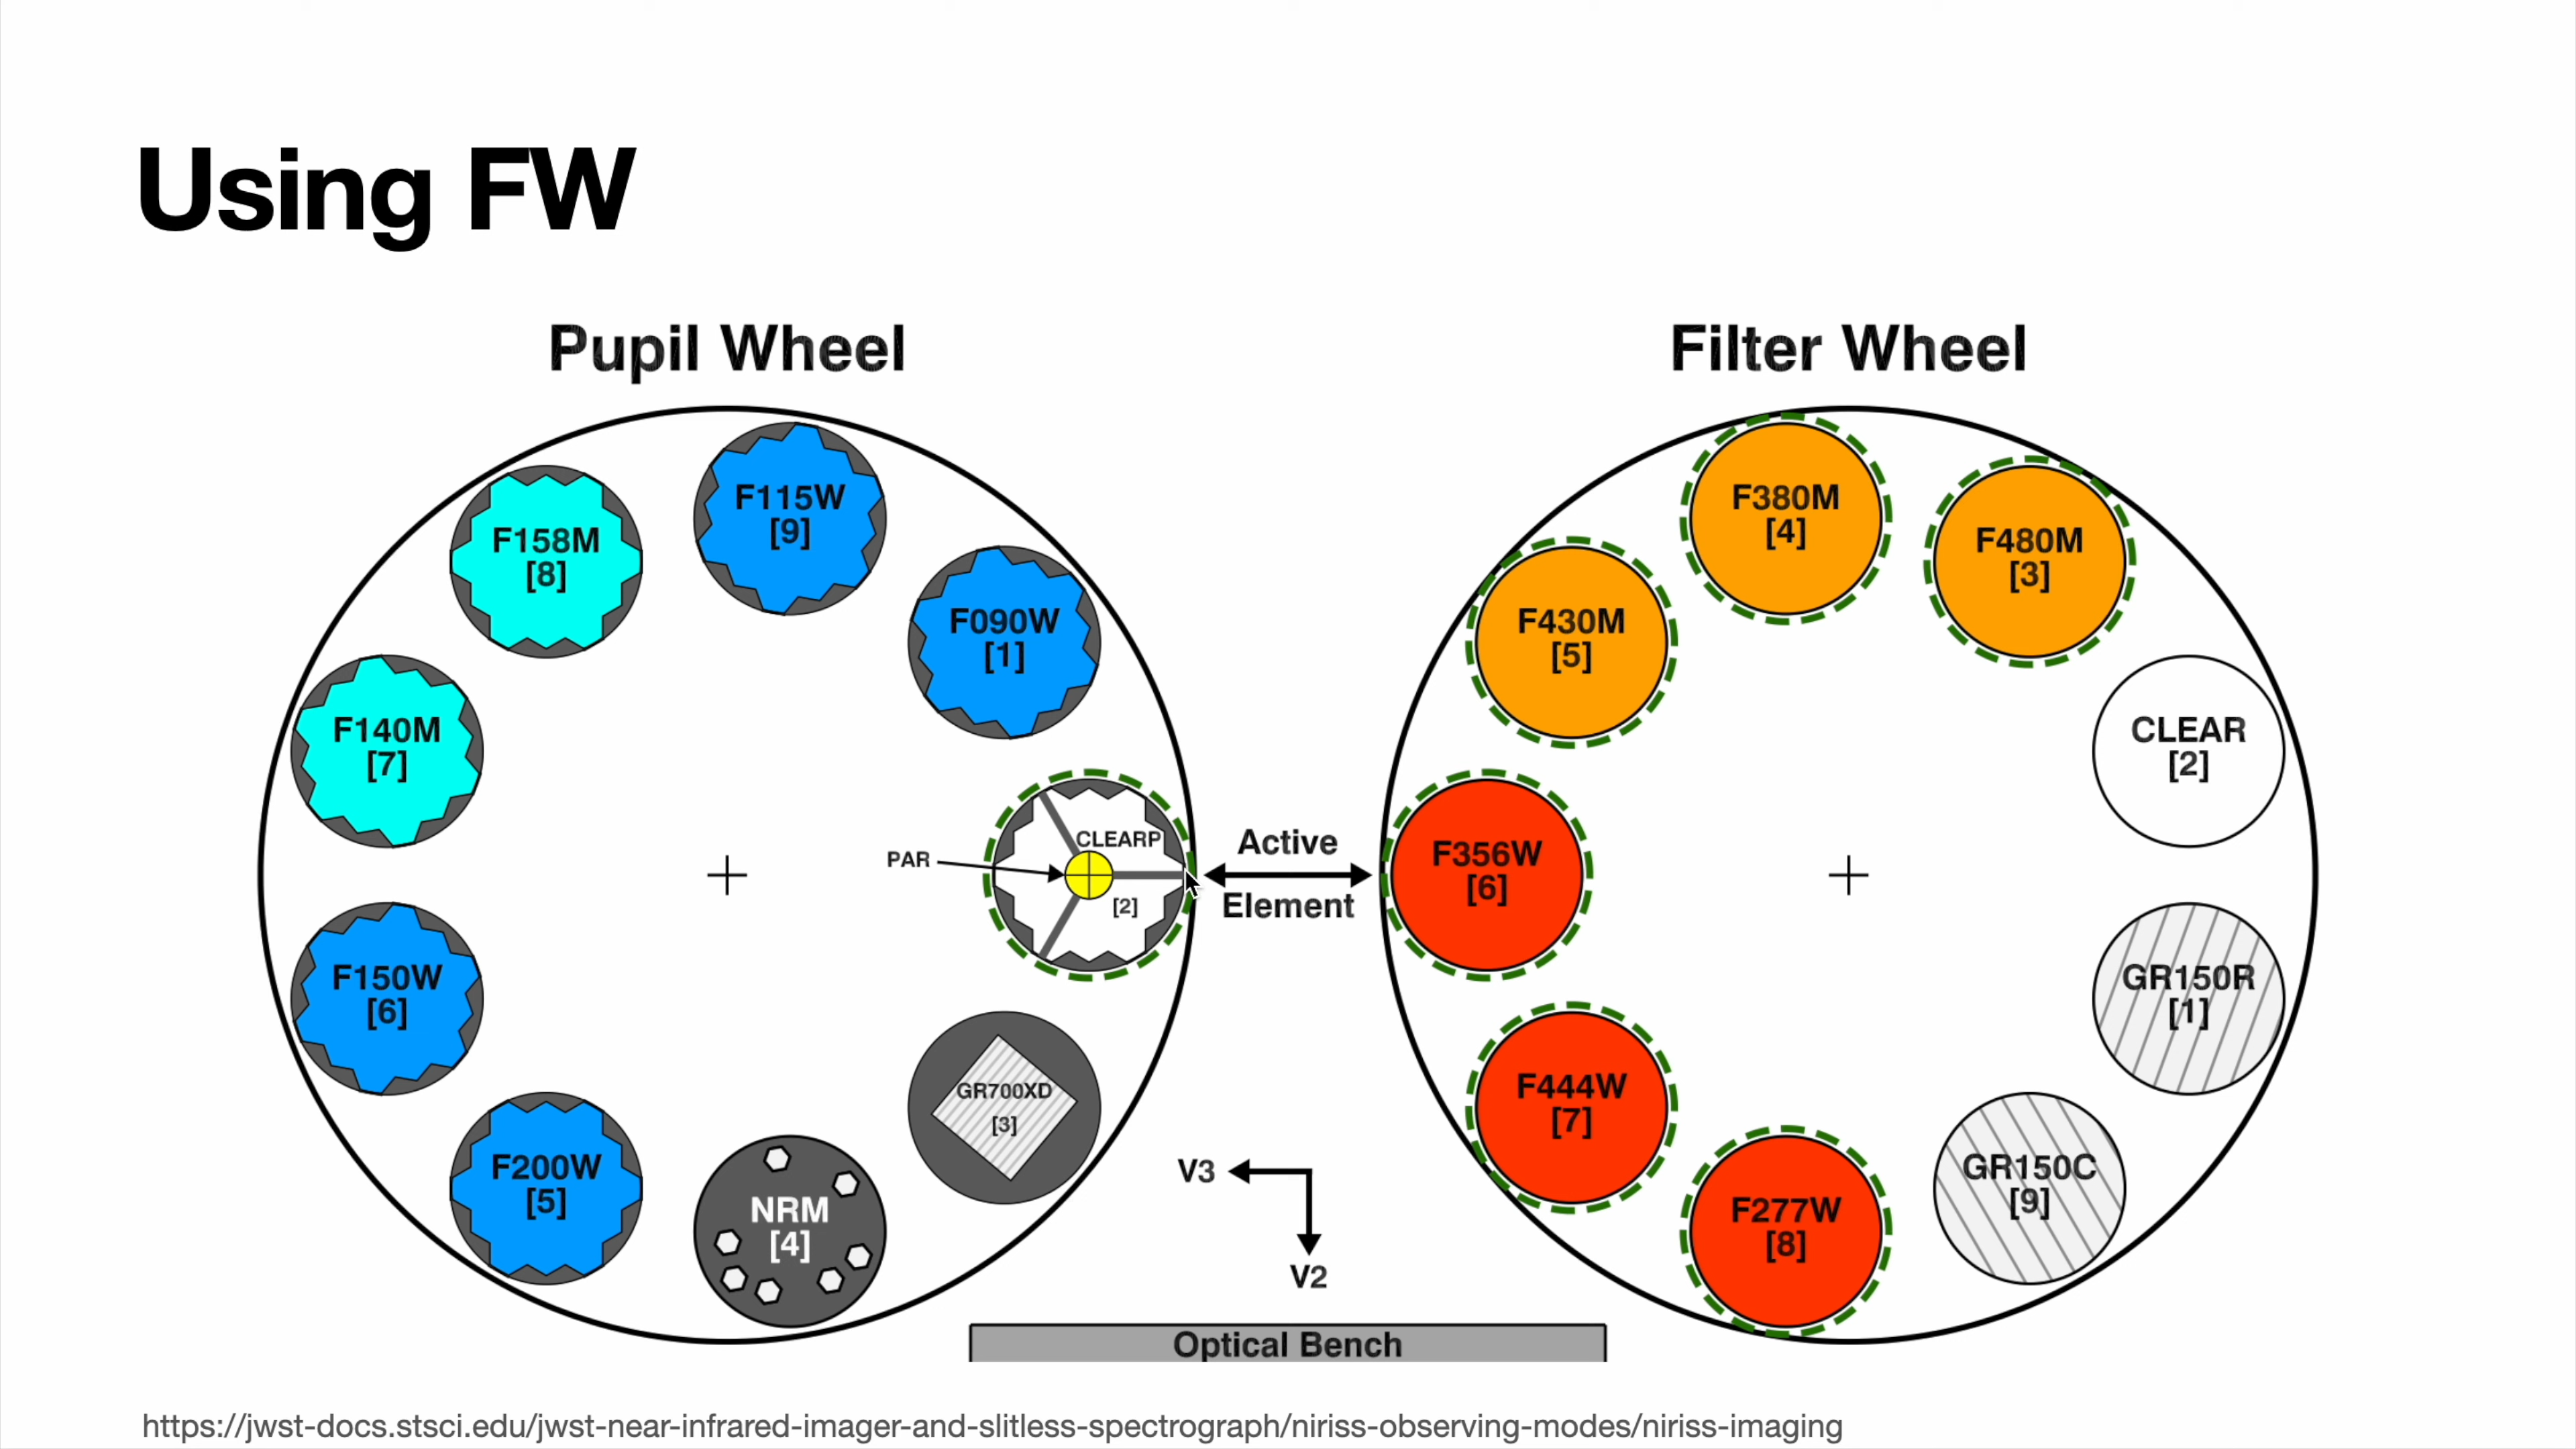 Using FW
Pupil Wheel
Filter Wheel
F115W
[9]
F158M
[8]
F090W
[1]
F140M
[7]
CLEARP
PAR
[2]
F150W
[6]
GR700XD
[3]
F200W
[5]
NRM
[4]
Active
Element
V3
V2
Optical Bench
F380M
[4]
F480M
[3]
F430M
[5]
CLEAR
[2]
F356W
[6]
GR150R
[1]
F444W
[7]
GR150C
[9]
F277W
[8]
https://jwst-docs.stsci.edu/jwst-near-infrared-imager-and-slitless-spectrograph/niriss-observing-modes/niriss-imaging